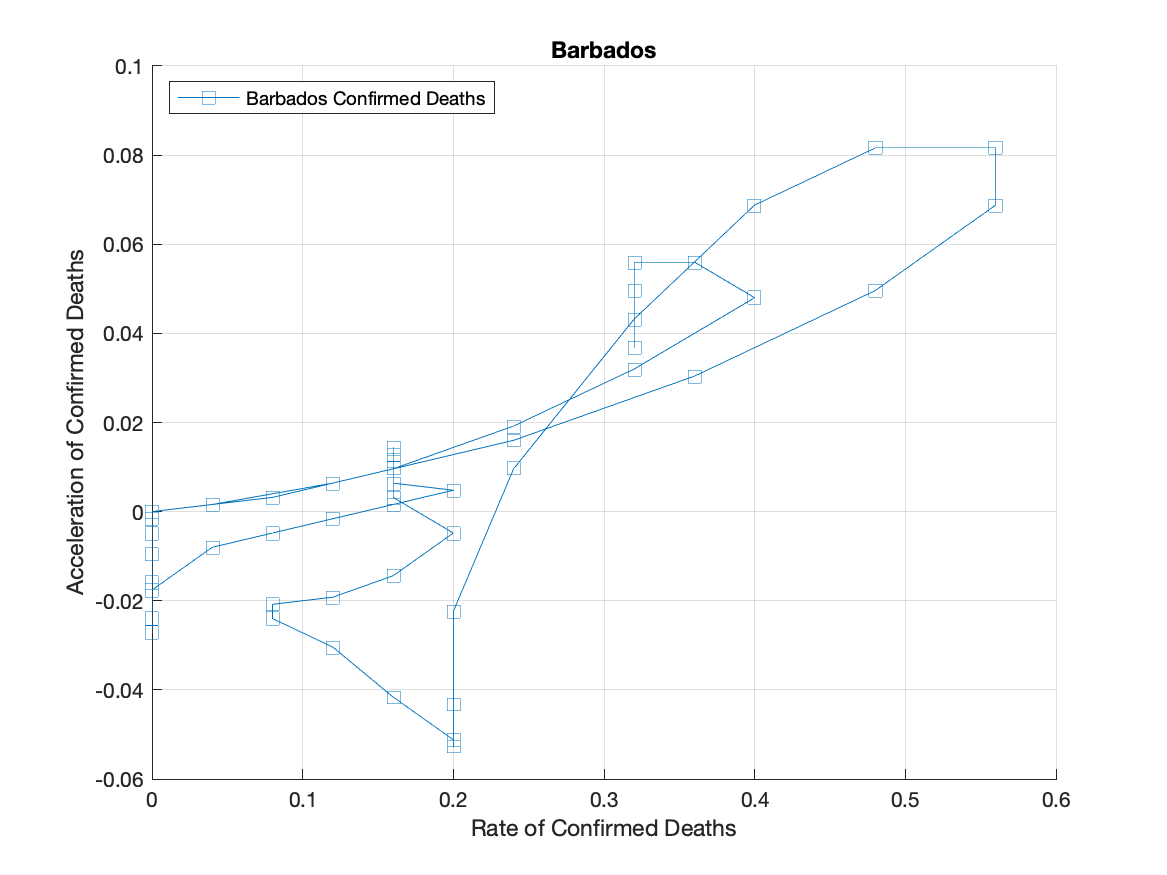 Barbados
Barbados Confirmed Deaths
0.1
0.08
0.06
0.04
0.02
0
-0.02
-0.04
-0.06
Acceleration of Confirmed Deaths
0 0.1 0.2 0.3 0.4 0.5 0.6
Rate of Confirmed Deaths